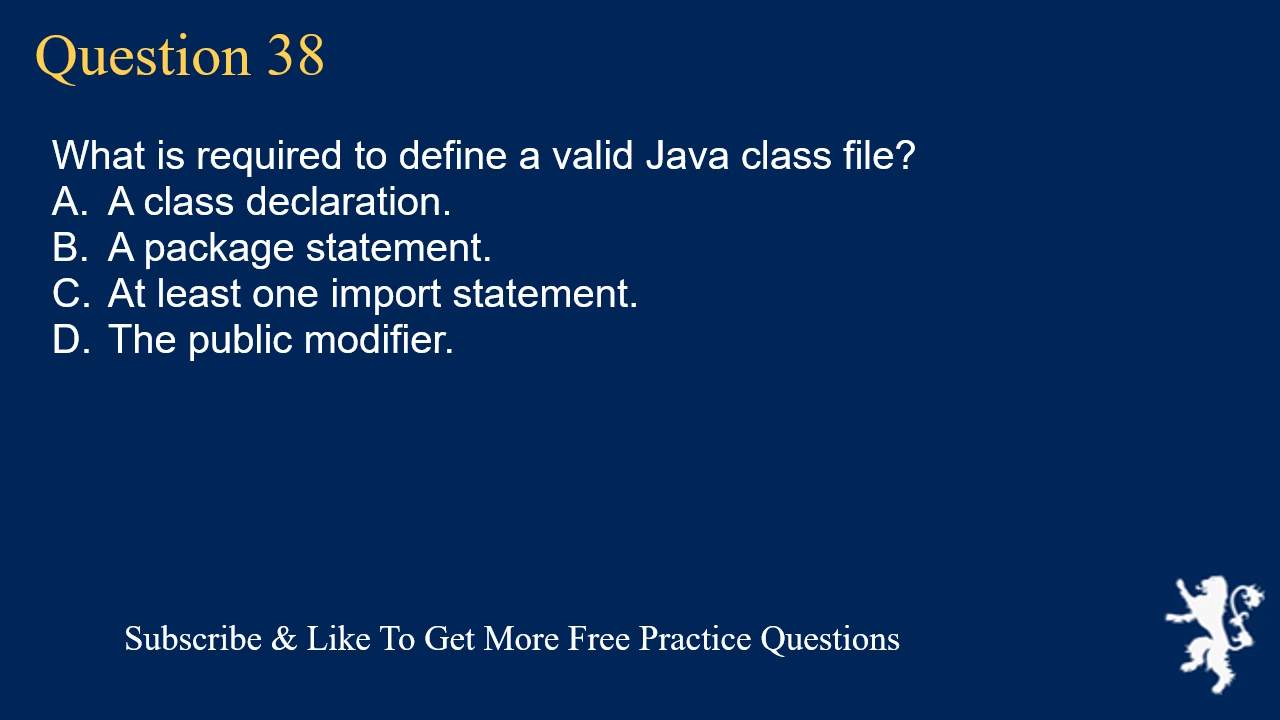 Question 38
What is required to define a valid Java class file?
A. A class declaration.
B. A package statement.
C. At least one import statement.
D. The public modifier.
Subscribe & Like To Get More Free Practice Questions